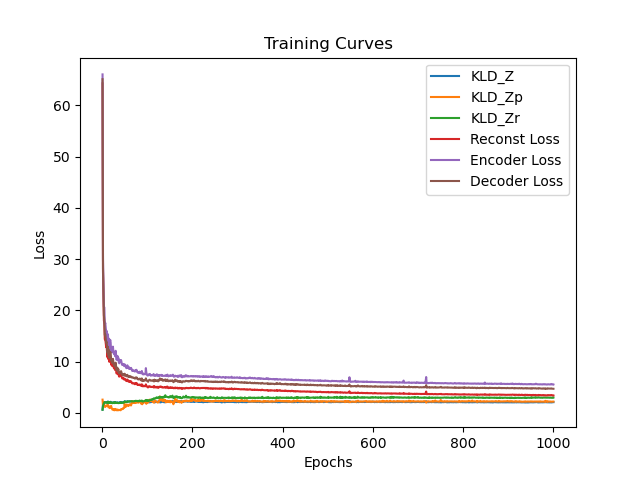 Training Curves
KLD_Z
KLD_Zp
KLD_Zr
Reconst Loss
Encoder Loss
Decoder Loss
60
50
40
30
20
10
0
Loss
0 200 400 600 800 1000
Epochs